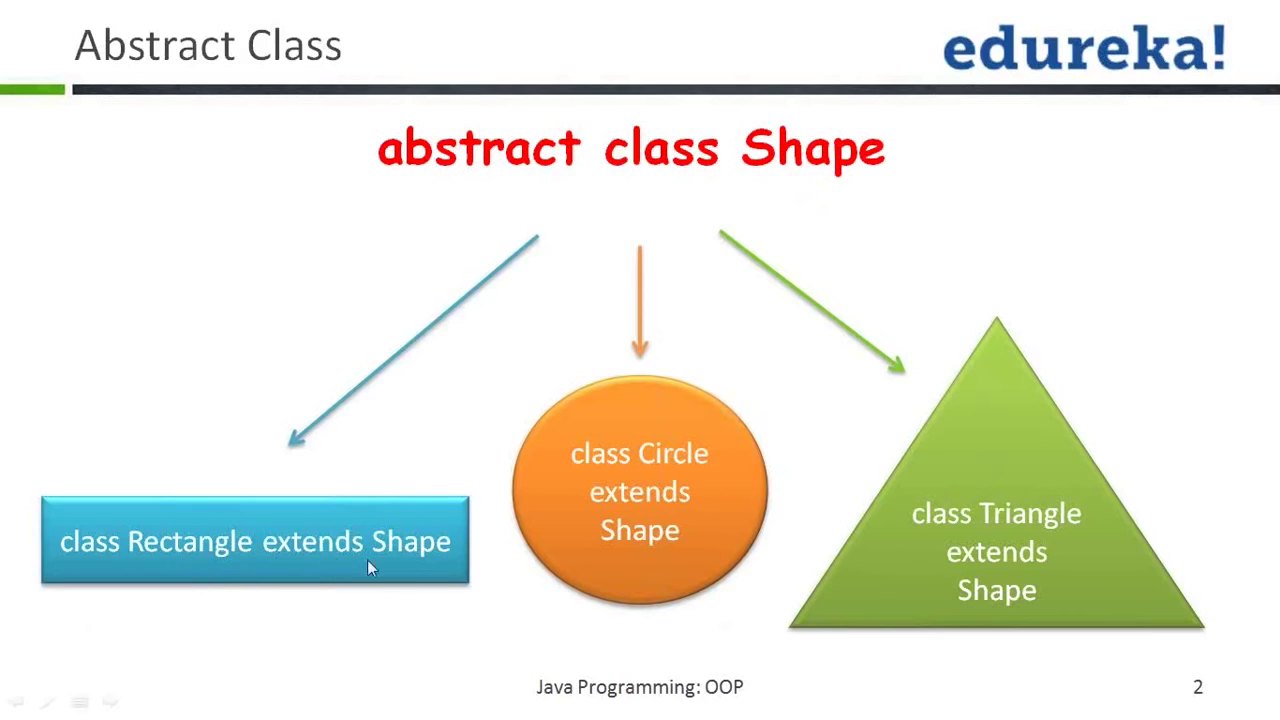 Abstract Class
edureka!
abstract class Shape
class Rectangle extends Shape
class Circle
extends
Shape
class Triangle
extends
Shape
Java Programming: OOP
2